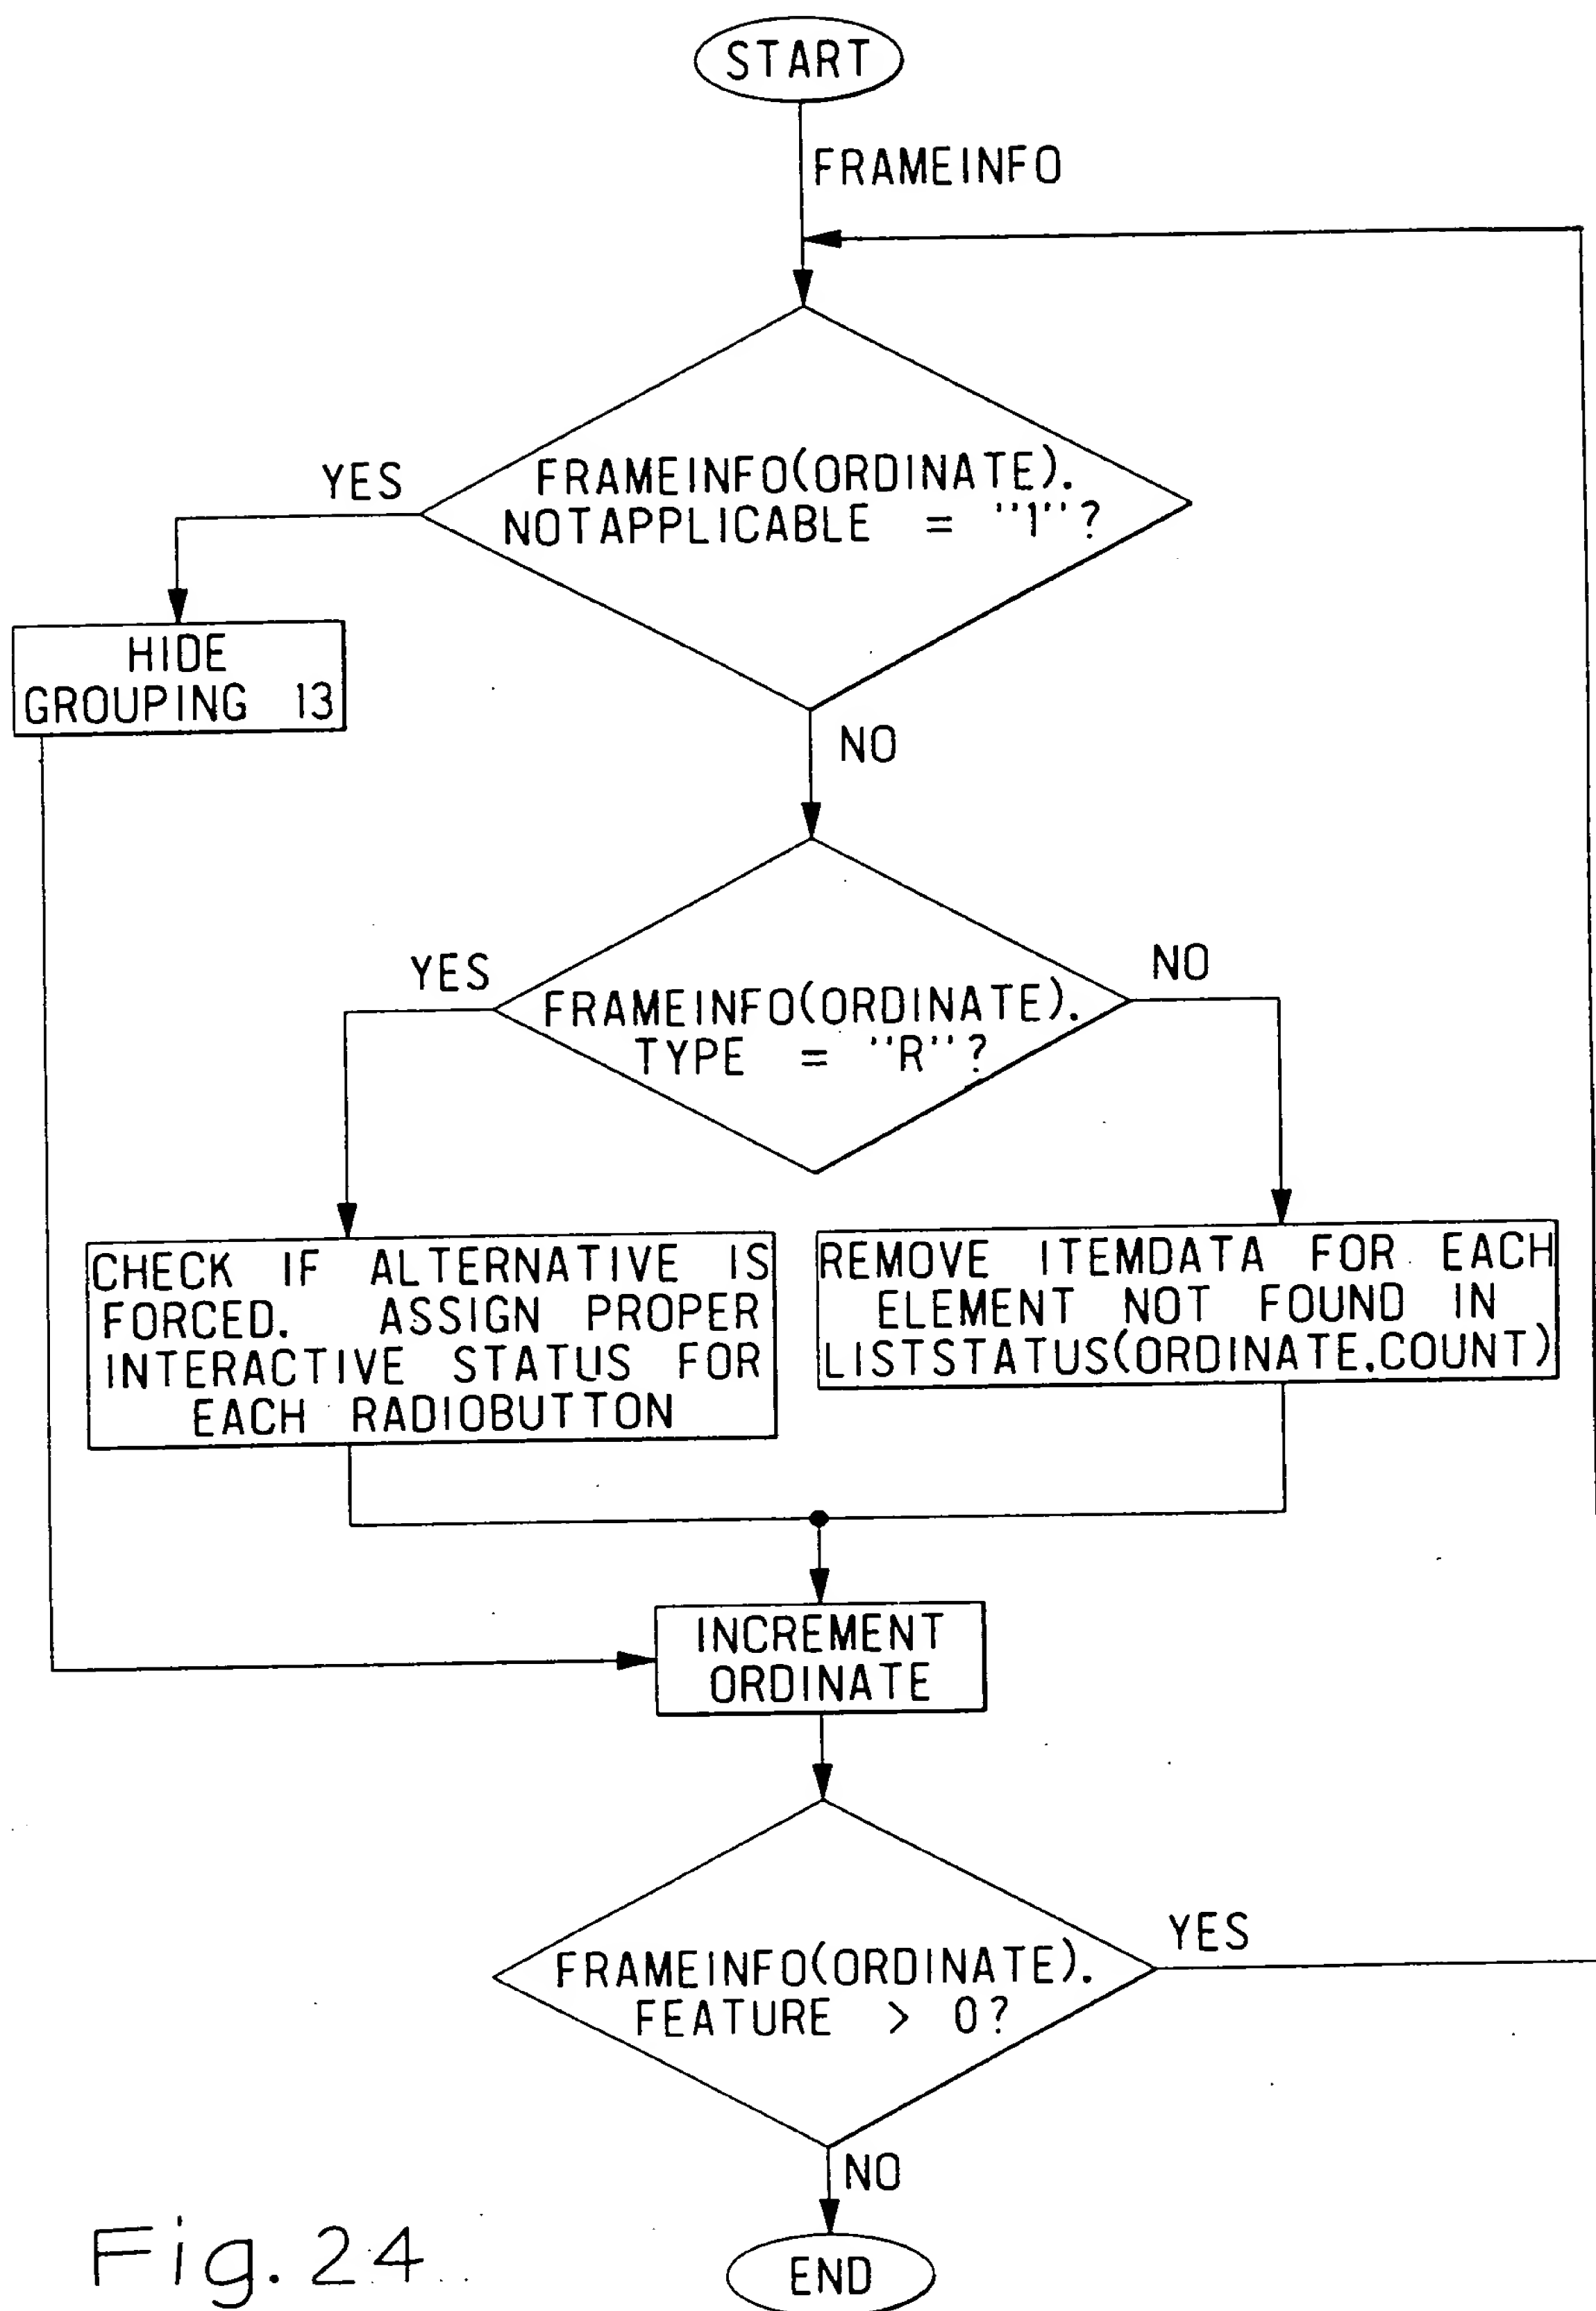 START
FRAMEINFO
YES
FRAMEINFO(ORDINATE).
NOTAPPLICABLE = "1"?
HIDE
GROUPING 13
NO
YES
NO
FRAMEINFO(ORDINATE).
TYPE = "R"?
CHECK IF ALTERNATIVE IS
FORCED. ASSIGN PROPER
INTERACTIVE STATUS FOR
EACH RADIOBUTTON
REMOVE ITEMDATA FOR EACH
ELEMENT NOT FOUND IN
LISTSTATUS(ORDINATE.COUNT)
INCREMENT
ORDINATE
YES
FRAMEINFO(ORDINATE).
FEATURE > 0?
NO
END
Fig. 24